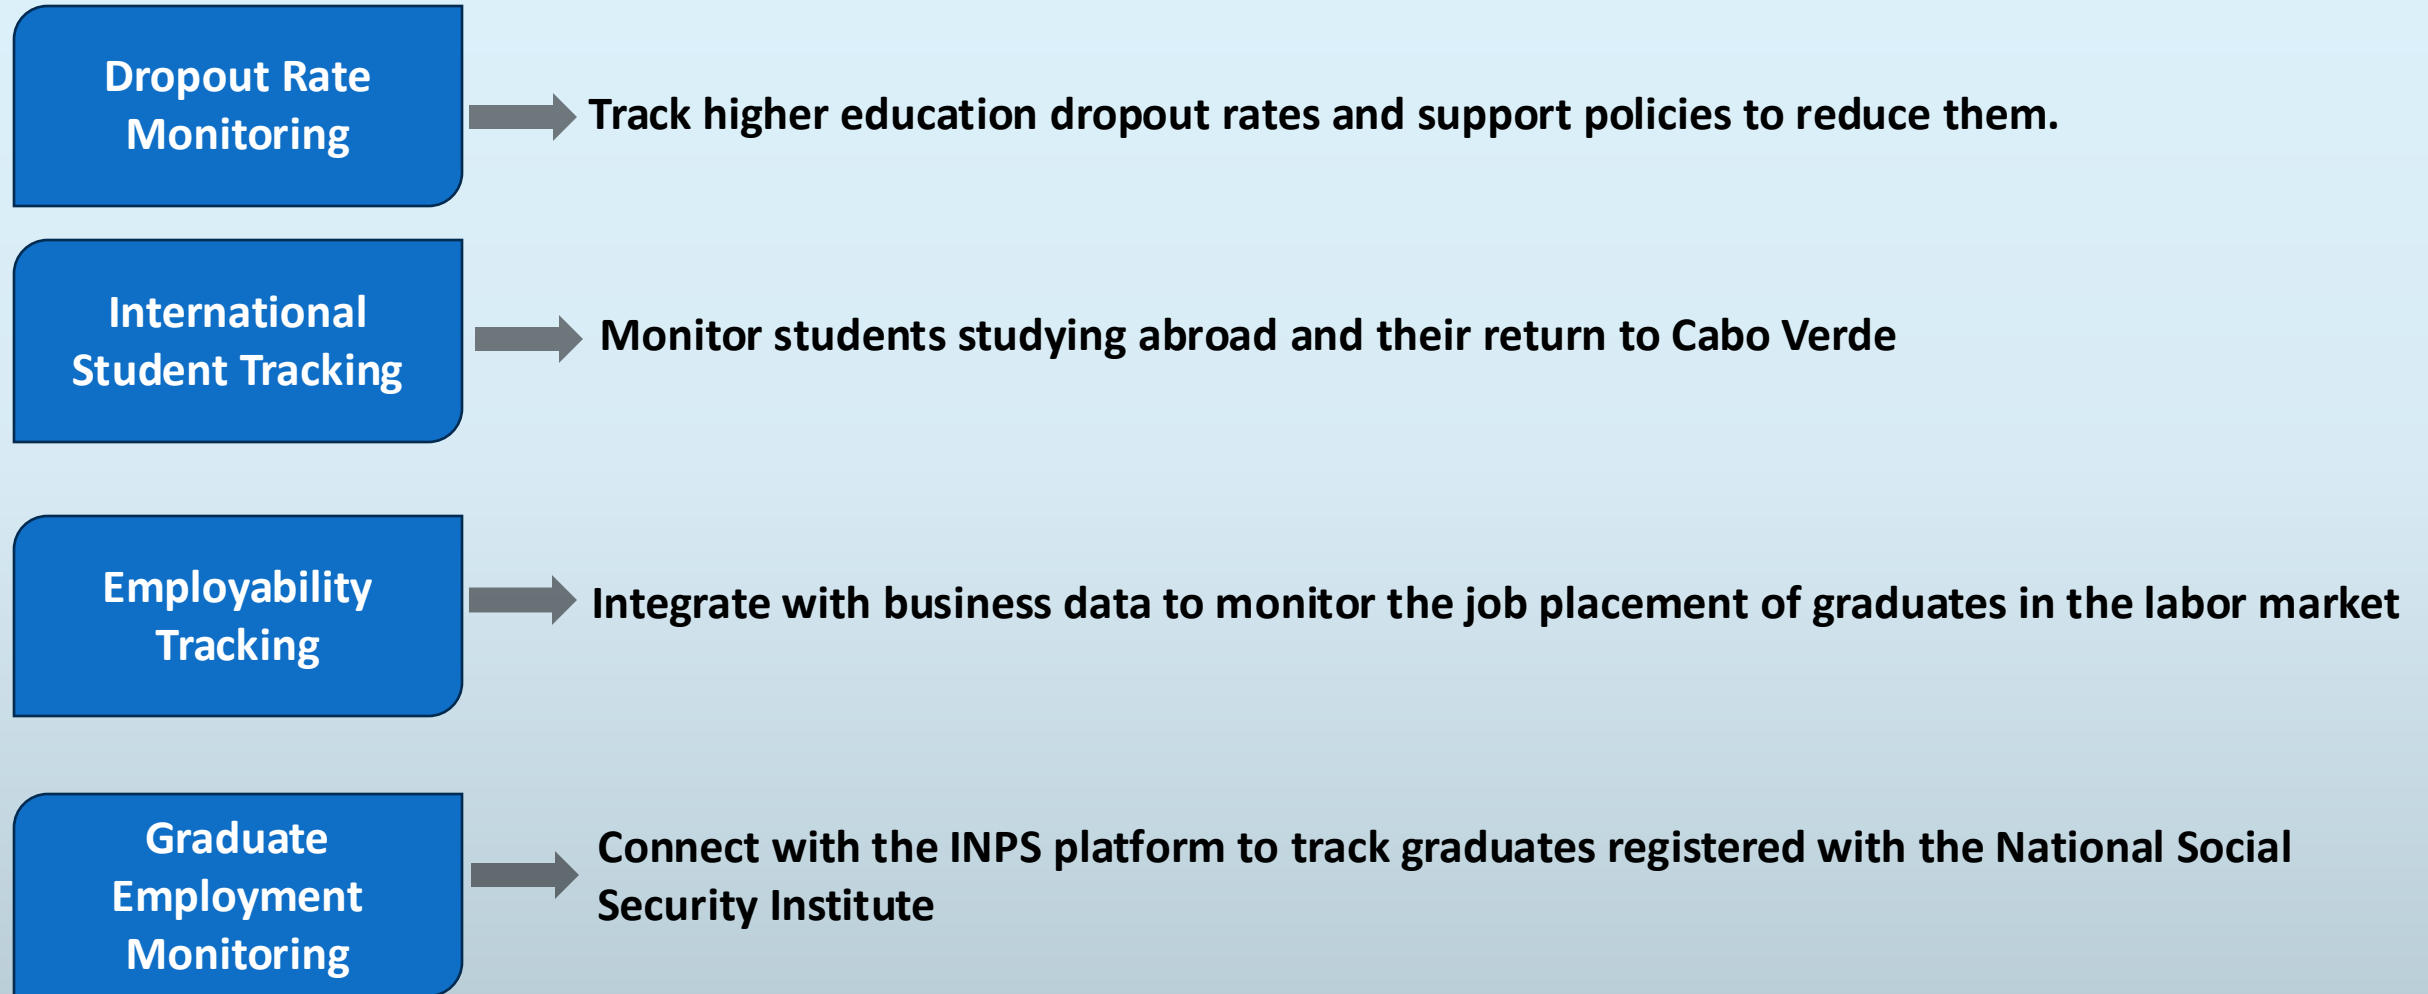 Dropout Rate
Monitoring
Track higher education dropout rates and support policies to reduce them.
International
Student Tracking
Monitor students studying abroad and their return to Cabo Verde
Employability
Tracking
Integrate with business data to monitor the job placement of graduates in the labor market
Graduate
Employment
Monitoring
Connect with the INPS platform to track graduates registered with the National Social
Security Institute